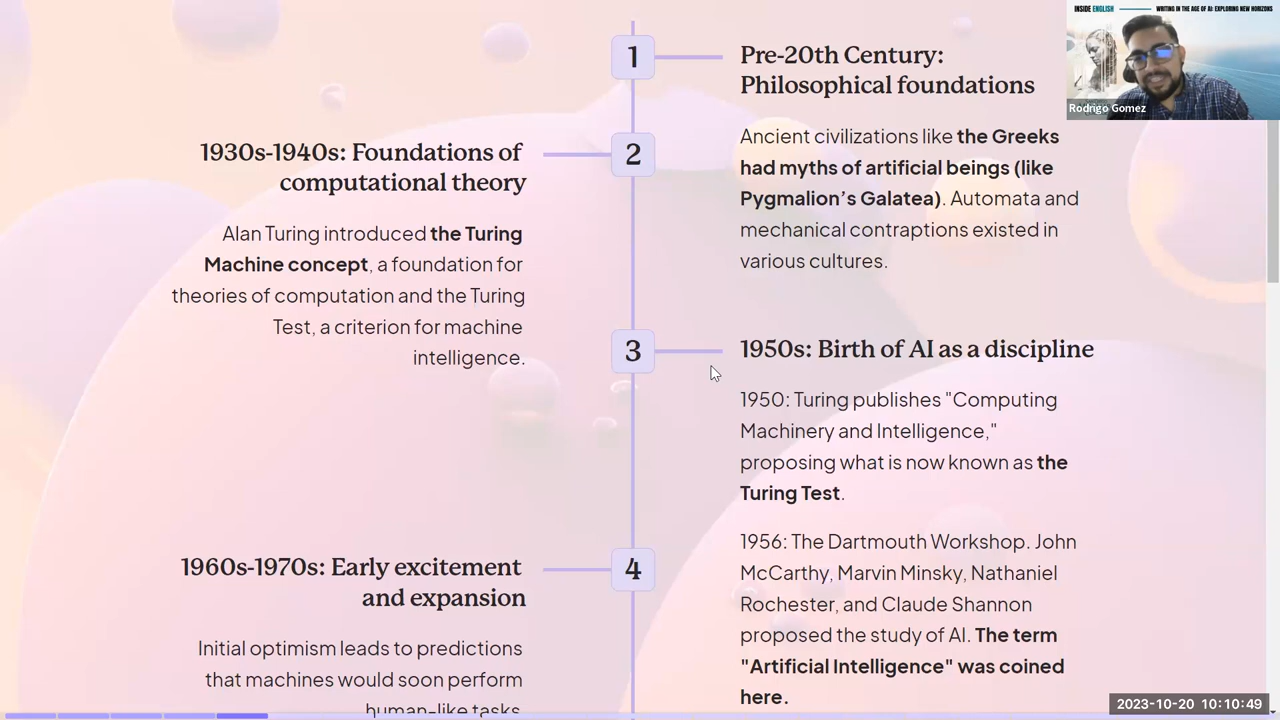 INSIDE ENGLISH
WRITING IN THE AGE OF AI: EXPLORING NEW HORIZONS
Rodrigo Gomez
1
Pre-20th Century:
Philosophical foundations
Ancient civilizations like the Greeks
had myths of artificial beings (like
Pygmalion’s Galatea). Automata and
mechanical contraptions existed in
various cultures.
2
1930s-1940s: Foundations of
computational theory
Alan Turing introduced the Turing
Machine concept, a foundation for
theories of computation and the Turing
Test, a criterion for machine
intelligence.
3
1950s: Birth of AI as a discipline
1950: Turing publishes "Computing
Machinery and Intelligence,"
proposing what is now known as the
Turing Test.
1956: The Dartmouth Workshop. John
McCarthy, Marvin Minsky, Nathaniel
Rochester, and Claude Shannon
proposed the study of AI. The term
"Artificial Intelligence" was coined
here.
4
1960s-1970s: Early excitement
and expansion
Initial optimism leads to predictions
that machines would soon perform
human-like tasks.
2023-10-20 10:10:49